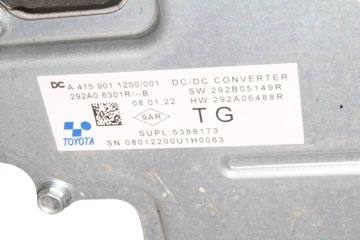 DC A 415 901 1200/001 DC/DC CONVERTER
292A0 6301R/--B SW:292B05149R
08.01.22 HW:292A06488R
9AR TG
TOYOTA SUPL 5388173
SN 08012200U1H0063